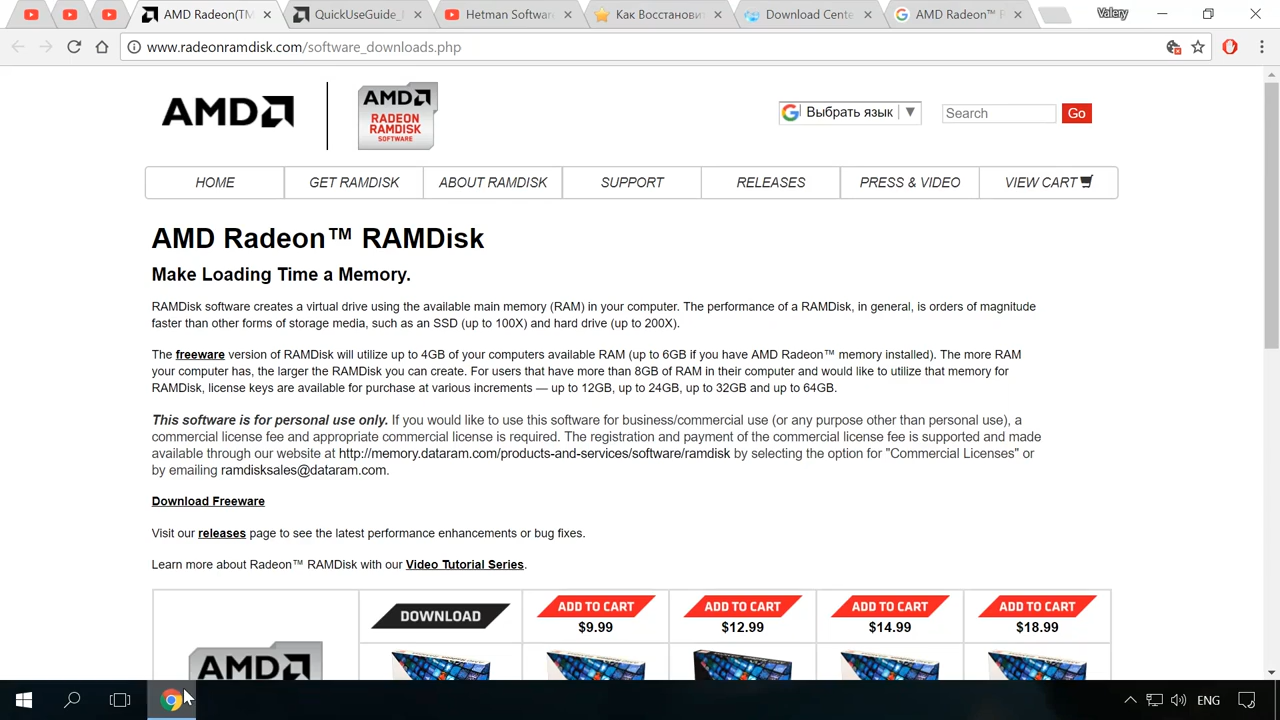 AMD Radeon(TM
QuickUseGuide_
Hetman Softwar
Как Восстанови
Download Cente
AMD Radeon™ F
Valery
www.radeonramdisk.com/software_downloads.php
AMD
AMD
RADEON
RAMDISK
SOFTWARE
Выбрать язык ▼
Search
Go
HOME
GET RAMDISK
ABOUT RAMDISK
SUPPORT
RELEASES
PRESS & VIDEO
VIEW CART
AMD Radeon™ RAMDisk
Make Loading Time a Memory.
RAMDisk software creates a virtual drive using the available main memory (RAM) in your computer. The performance of a RAMDisk, in general, is orders of magnitude
faster than other forms of storage media, such as an SSD (up to 100X) and hard drive (up to 200X).
The freeware version of RAMDisk will utilize up to 4GB of your computers available RAM (up to 6GB if you have AMD Radeon™ memory installed). The more RAM
your computer has, the larger the RAMDisk you can create. For users that have more than 8GB of RAM in their computer and would like to utilize that memory for
RAMDisk, license keys are available for purchase at various increments — up to 12GB, up to 24GB, up to 32GB and up to 64GB.
This software is for personal use only. If you would like to use this software for business/commercial use (or any purpose other than personal use), a
commercial license fee and appropriate commercial license is required. The registration and payment of the commercial license fee is supported and made
available through our website at http://memory.dataram.com/products-and-services/software/ramdisk by selecting the option for "Commercial Licenses" or
by emailing ramdisksales@dataram.com.
Download Freeware
Visit our releases page to see the latest performance enhancements or bug fixes.
Learn more about Radeon™ RAMDisk with our Video Tutorial Series.
DOWNLOAD
ADD TO CART
$9.99
ADD TO CART
$12.99
ADD TO CART
$14.99
ADD TO CART
$18.99
AMD
ENG